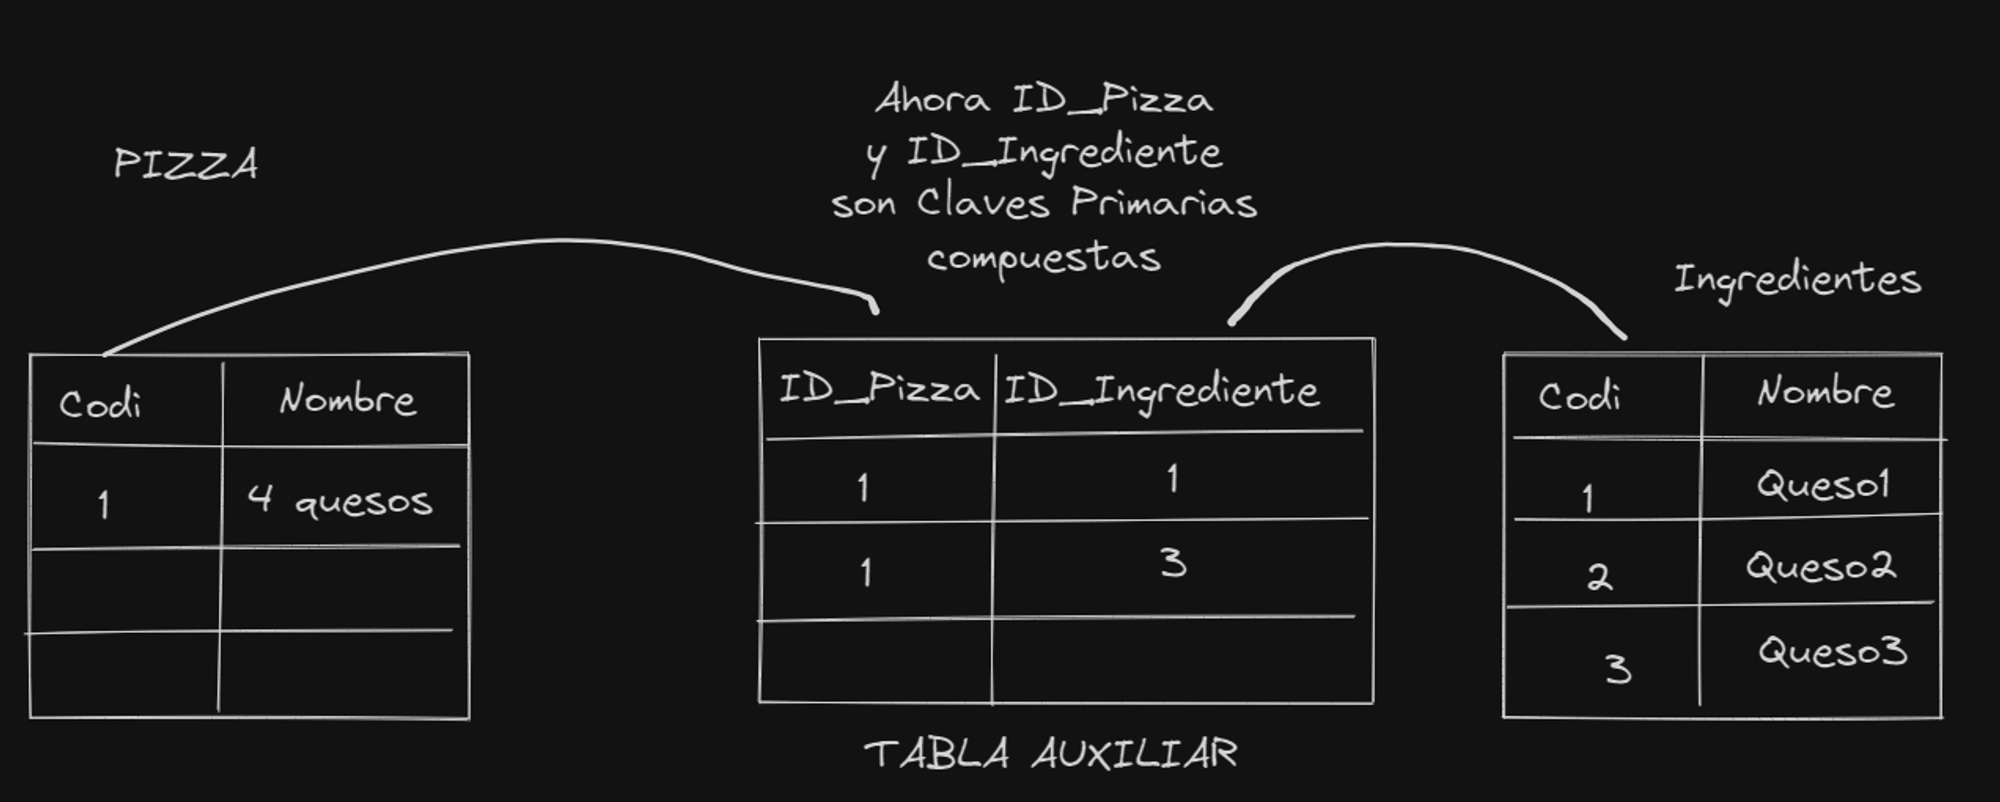 PIZZA
Ahora ID_Pizza
y ID_Ingrediente
son Claves Primarias
compuestas
Ingredientes
Codi Nombre
1 4 quesos
ID_Pizza ID_Ingrediente
1 1
1 3
TABLA AUXILIAR
Codi Nombre
1 Queso1
2 Queso2
3 Queso3